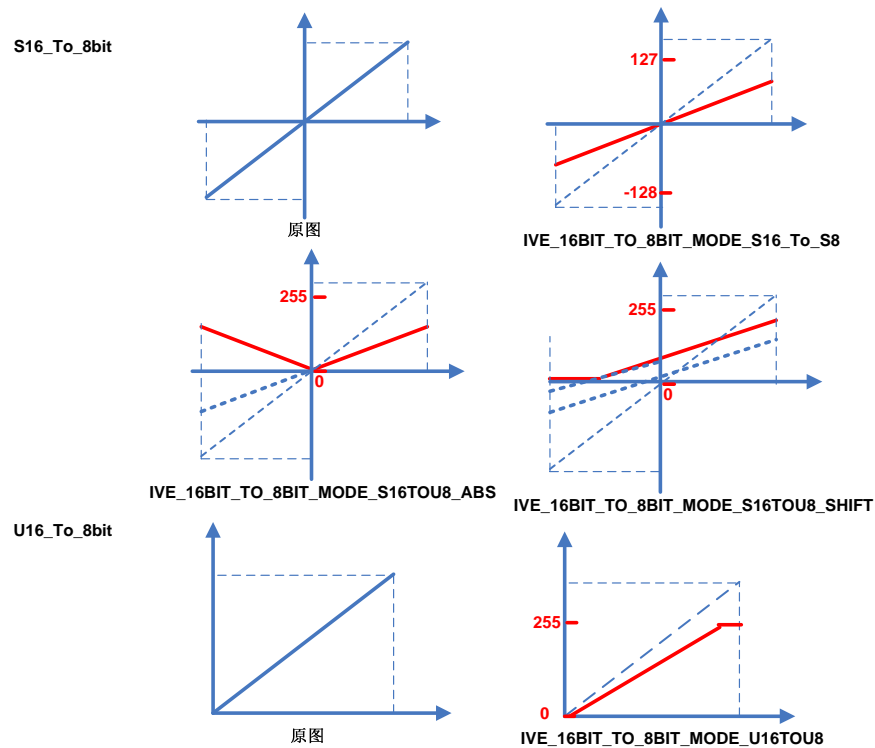 S16_To_8bit
127
-128
原图
IVE_16BIT_TO_8BIT_MODE_S16_To_S8
255
0
255
0
IVE_16BIT_TO_8BIT_MODE_S16TOU8_ABS
IVE_16BIT_TO_8BIT_MODE_S16TOU8_SHIFT
U16_To_8bit
255
0
原图
IVE_16BIT_TO_8BIT_MODE_U16TOU8